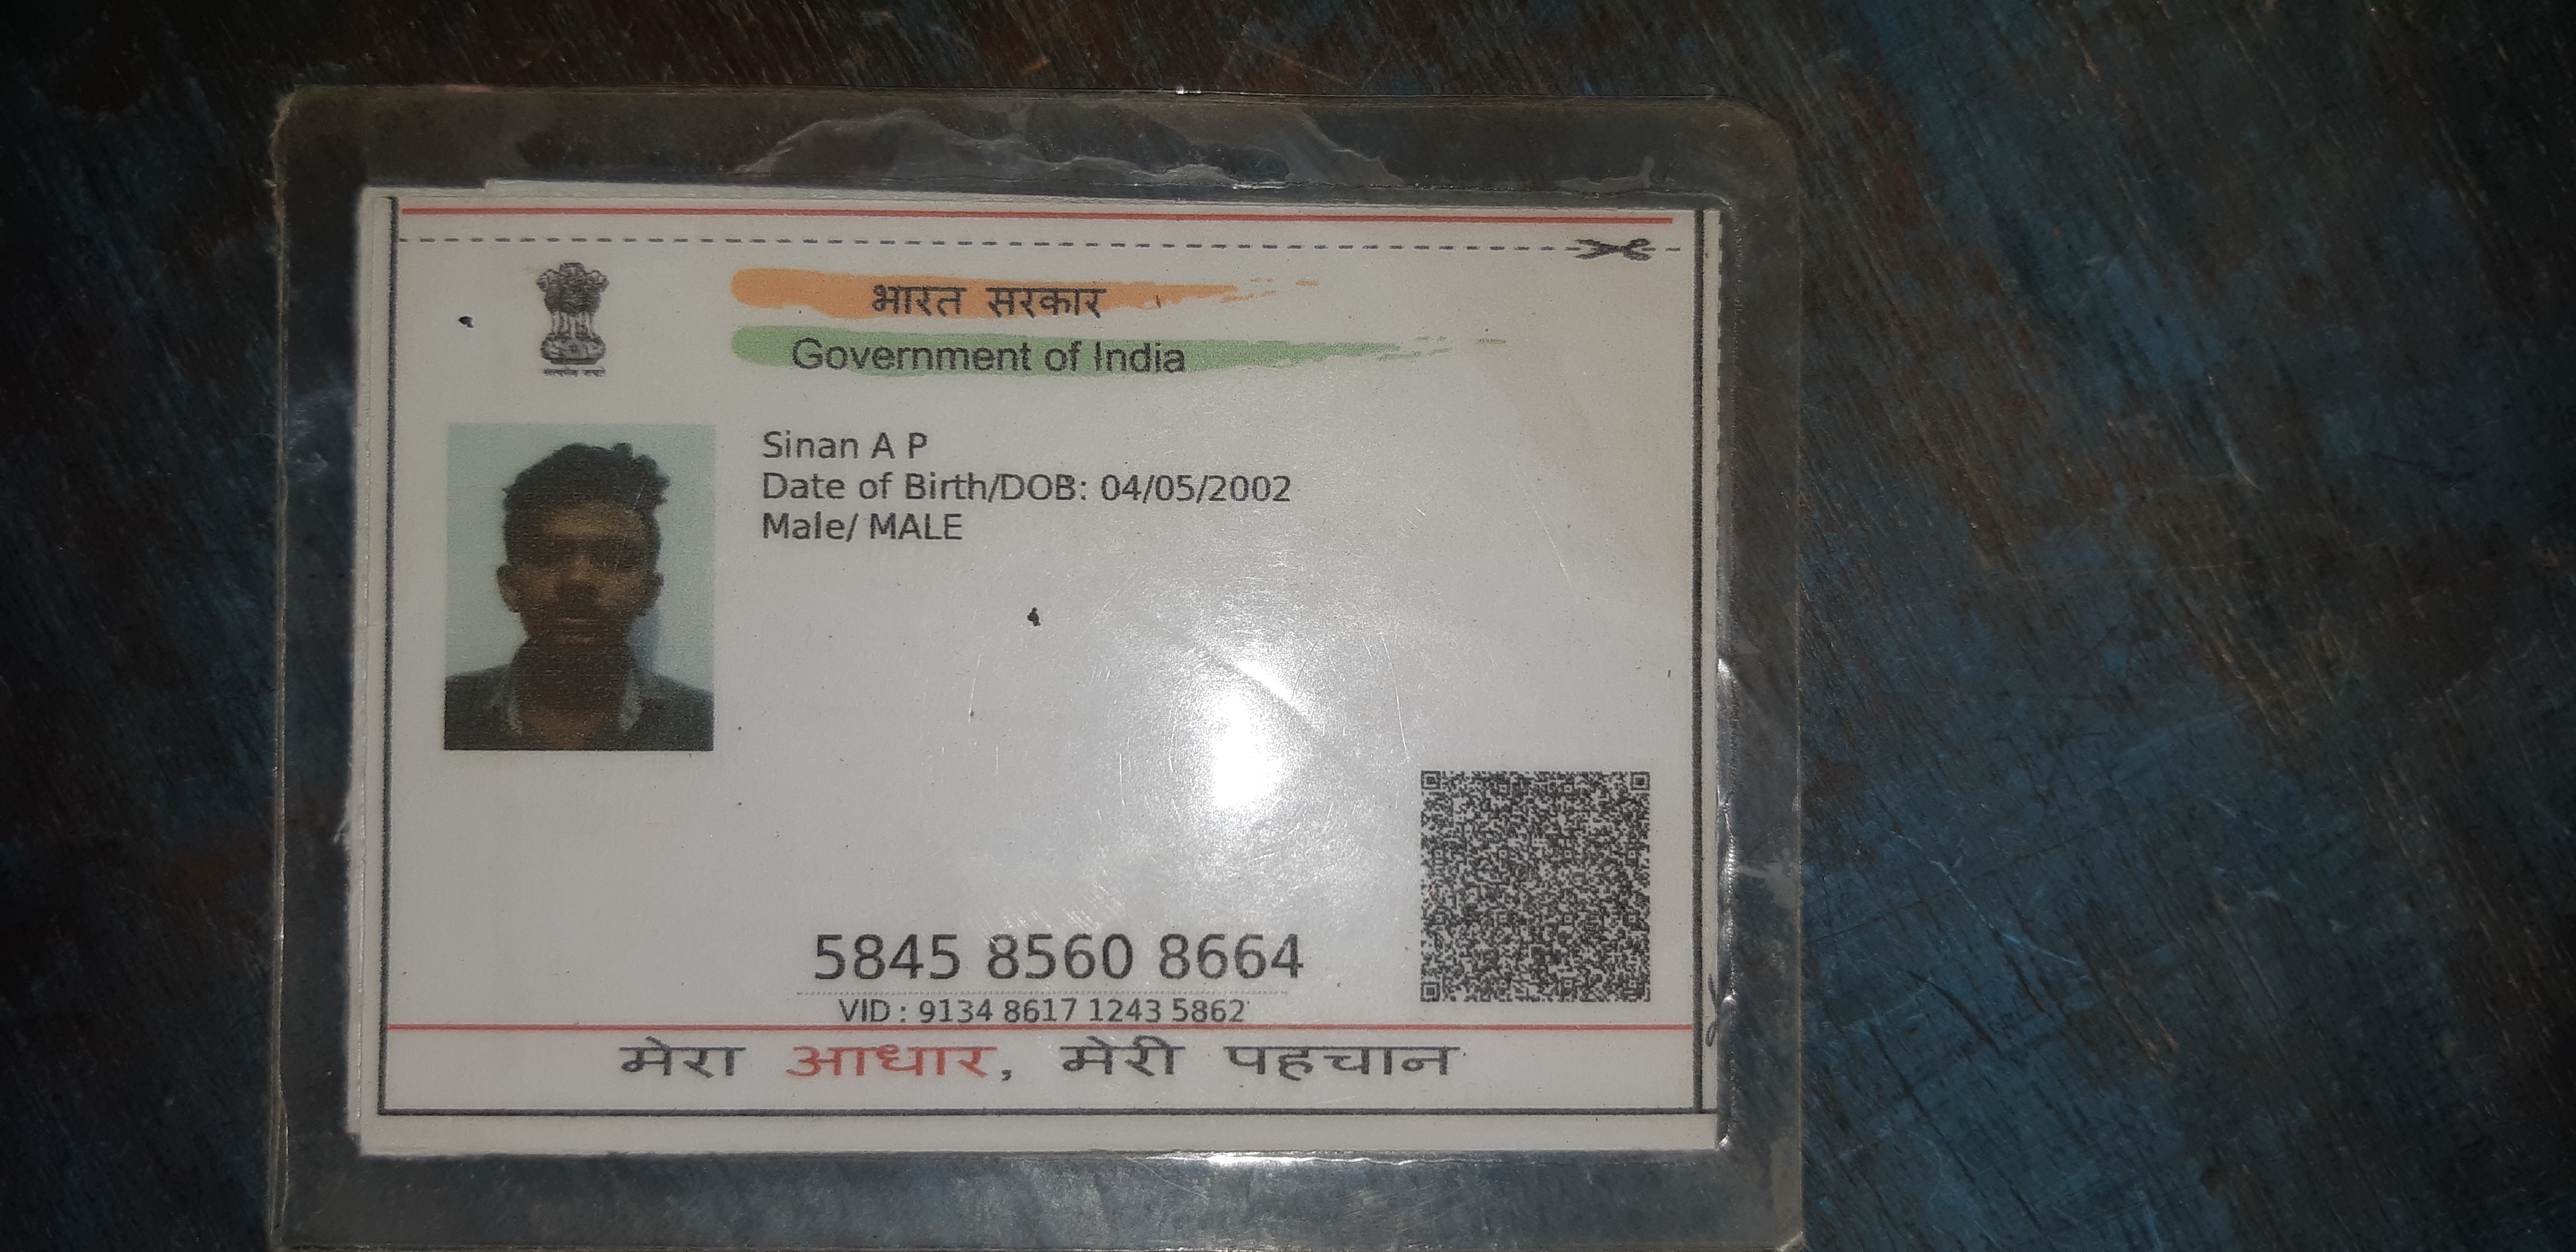 भारत सरकार
Government of India
Sinan A P
Date of Birth/DOB: 04/05/2002
Male/ MALE
5845 8560 8664
VID : 9134 8617 1243 5862
मेरा आधार, मेरी पहचान